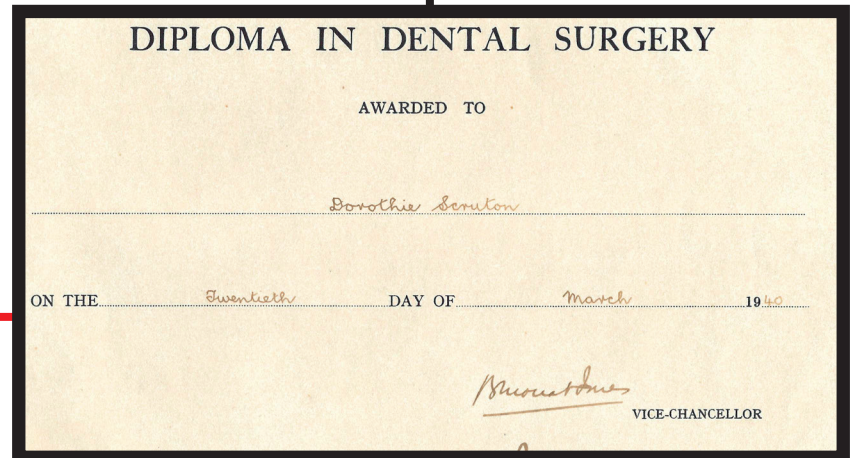 DIPLOMA IN DENTAL SURGERY
AWARDED TO
Dorothie Scruton
ON THE Twentieth DAY OF March 1940
VICE-CHANCELLOR